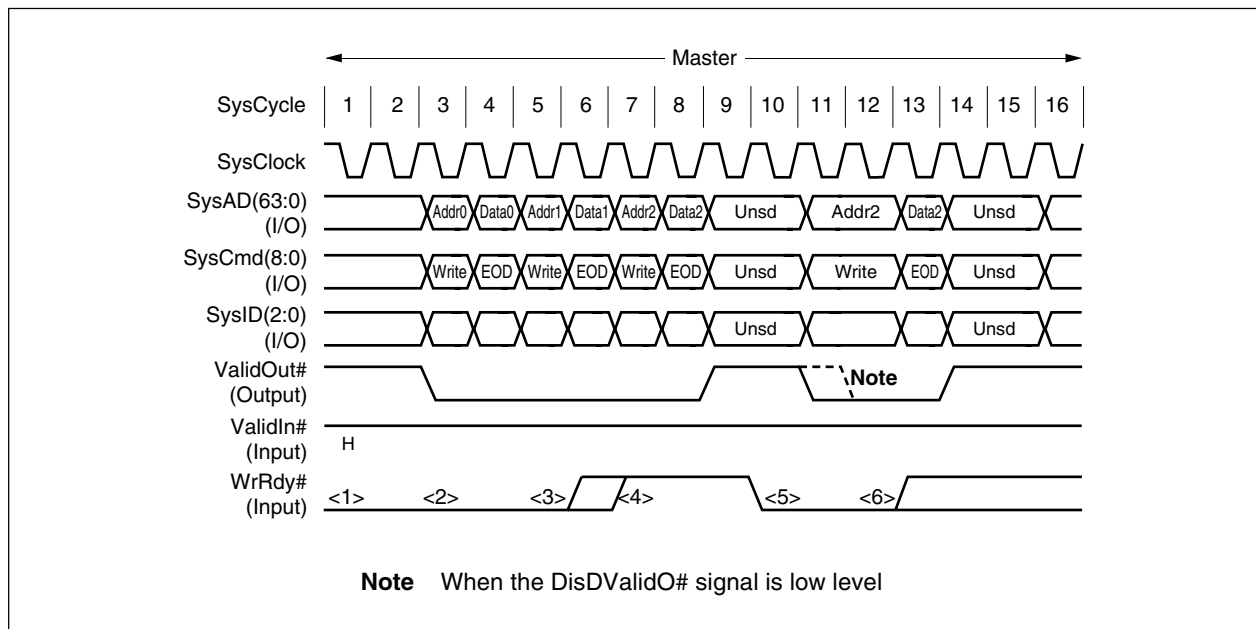 Master
SysCycle 1 2 3 4 5 6 7 8 9 10 11 12 13 14 15 16
SysClock
SysAD(63:0)
(I/O)
Addr0 Data0 Addr1 Data1 Addr2 Data2 Unsd Addr2 Data2 Unsd
SysCmd(8:0)
(I/O)
Write EOD Write EOD Write EOD Unsd Write EOD Unsd
SysID(2:0)
(I/O)
Unsd Unsd
ValidOut#
(Output)
Note
ValidIn#
(Input)
H
WrRdy#
(Input)
<1> <2> <3> <4> <5> <6>
Note When the DisDValidO# signal is low level